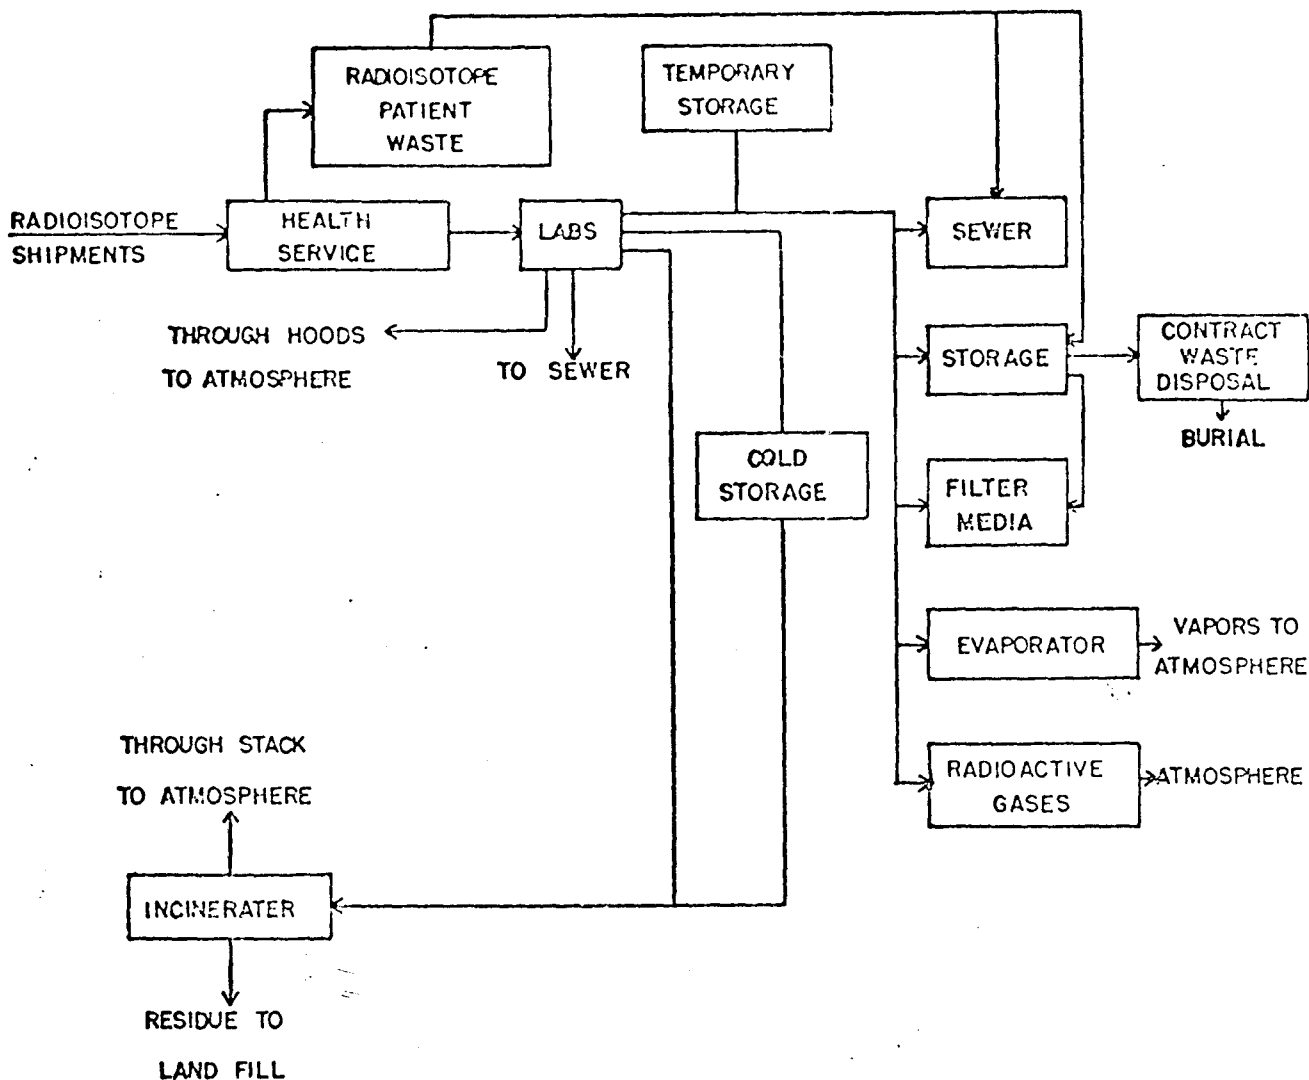 RADIOISOTOPE
PATIENT
WASTE
TEMPORARY
STORAGE
RADIOISOTOPE
SHIPMENTS
HEALTH
SERVICE
LABS
SEWER
THROUGH HOODS
TO ATMOSPHERE
TO SEWER
STORAGE
CONTRACT
WASTE
DISPOSAL
BURIAL
COLD
STORAGE
FILTER
MEDIA
EVAPORATOR
VAPORS TO
ATMOSPHERE
THROUGH STACK
TO ATMOSPHERE
RADIOACTIVE
GASES
ATMOSPHERE
INCINERATER
RESIDUE TO
LAND FILL